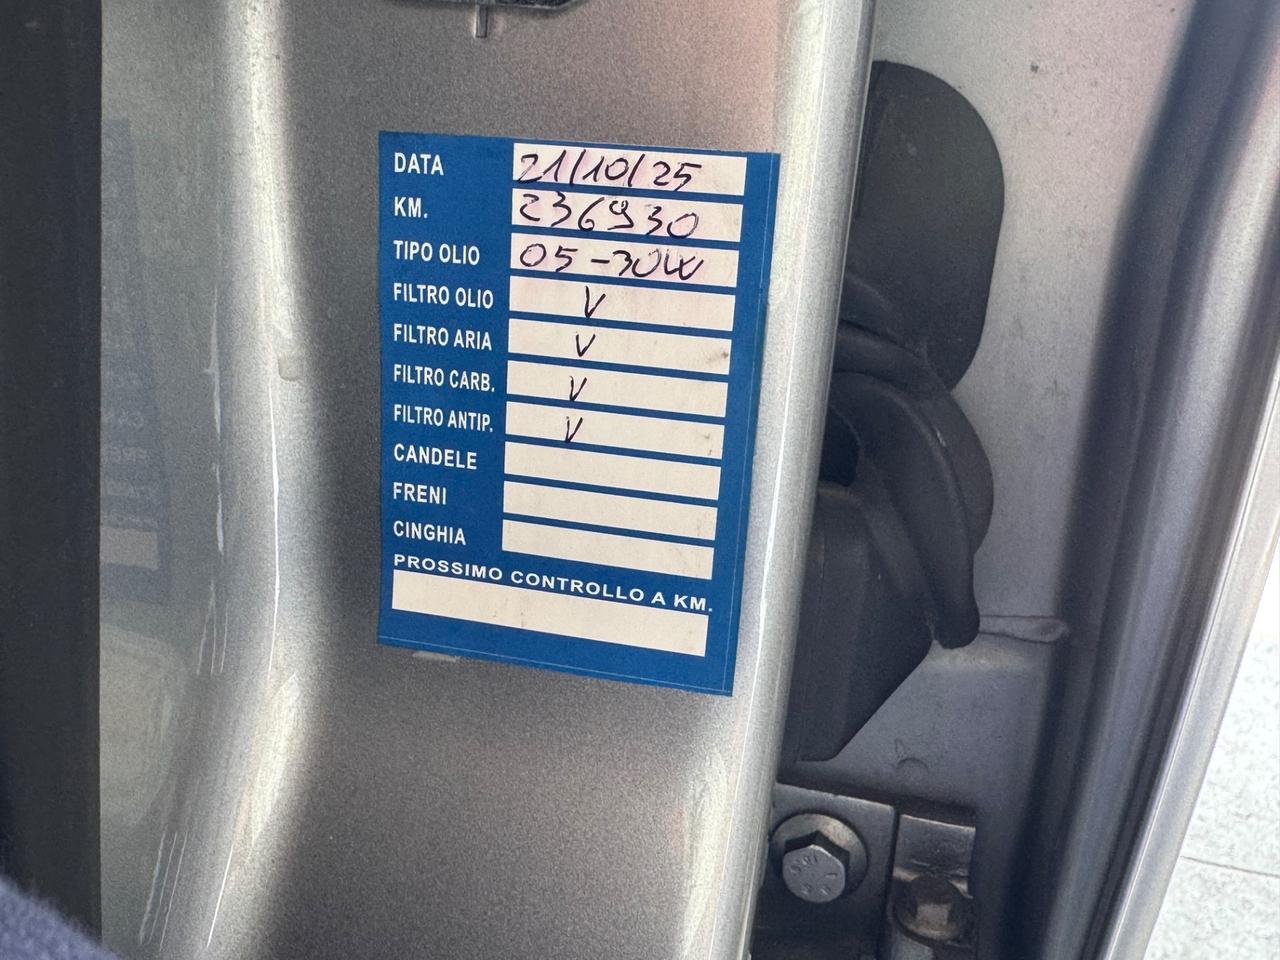 DATA 21/10/25
KM. 236930
TIPO OLIO 05-30W
FILTRO OLIO V
FILTRO ARIA V
FILTRO CARB. V
FILTRO ANTIP. V
CANDELE
FRENI
CINGHIA
PROSSIMO CONTROLLO A KM.